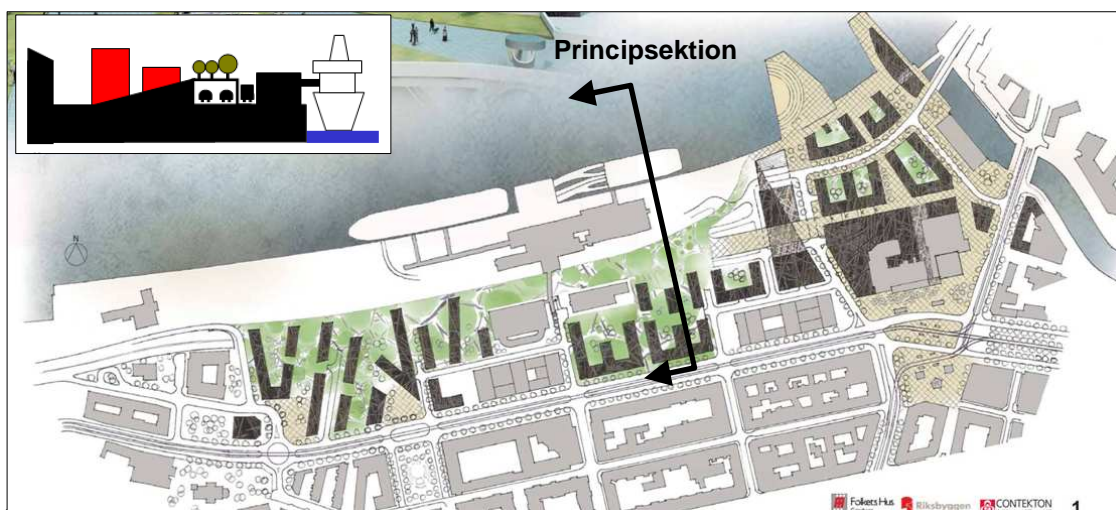 Principsektion
N
Folkets Hus
Riksbyggen
CONTEKTON
1